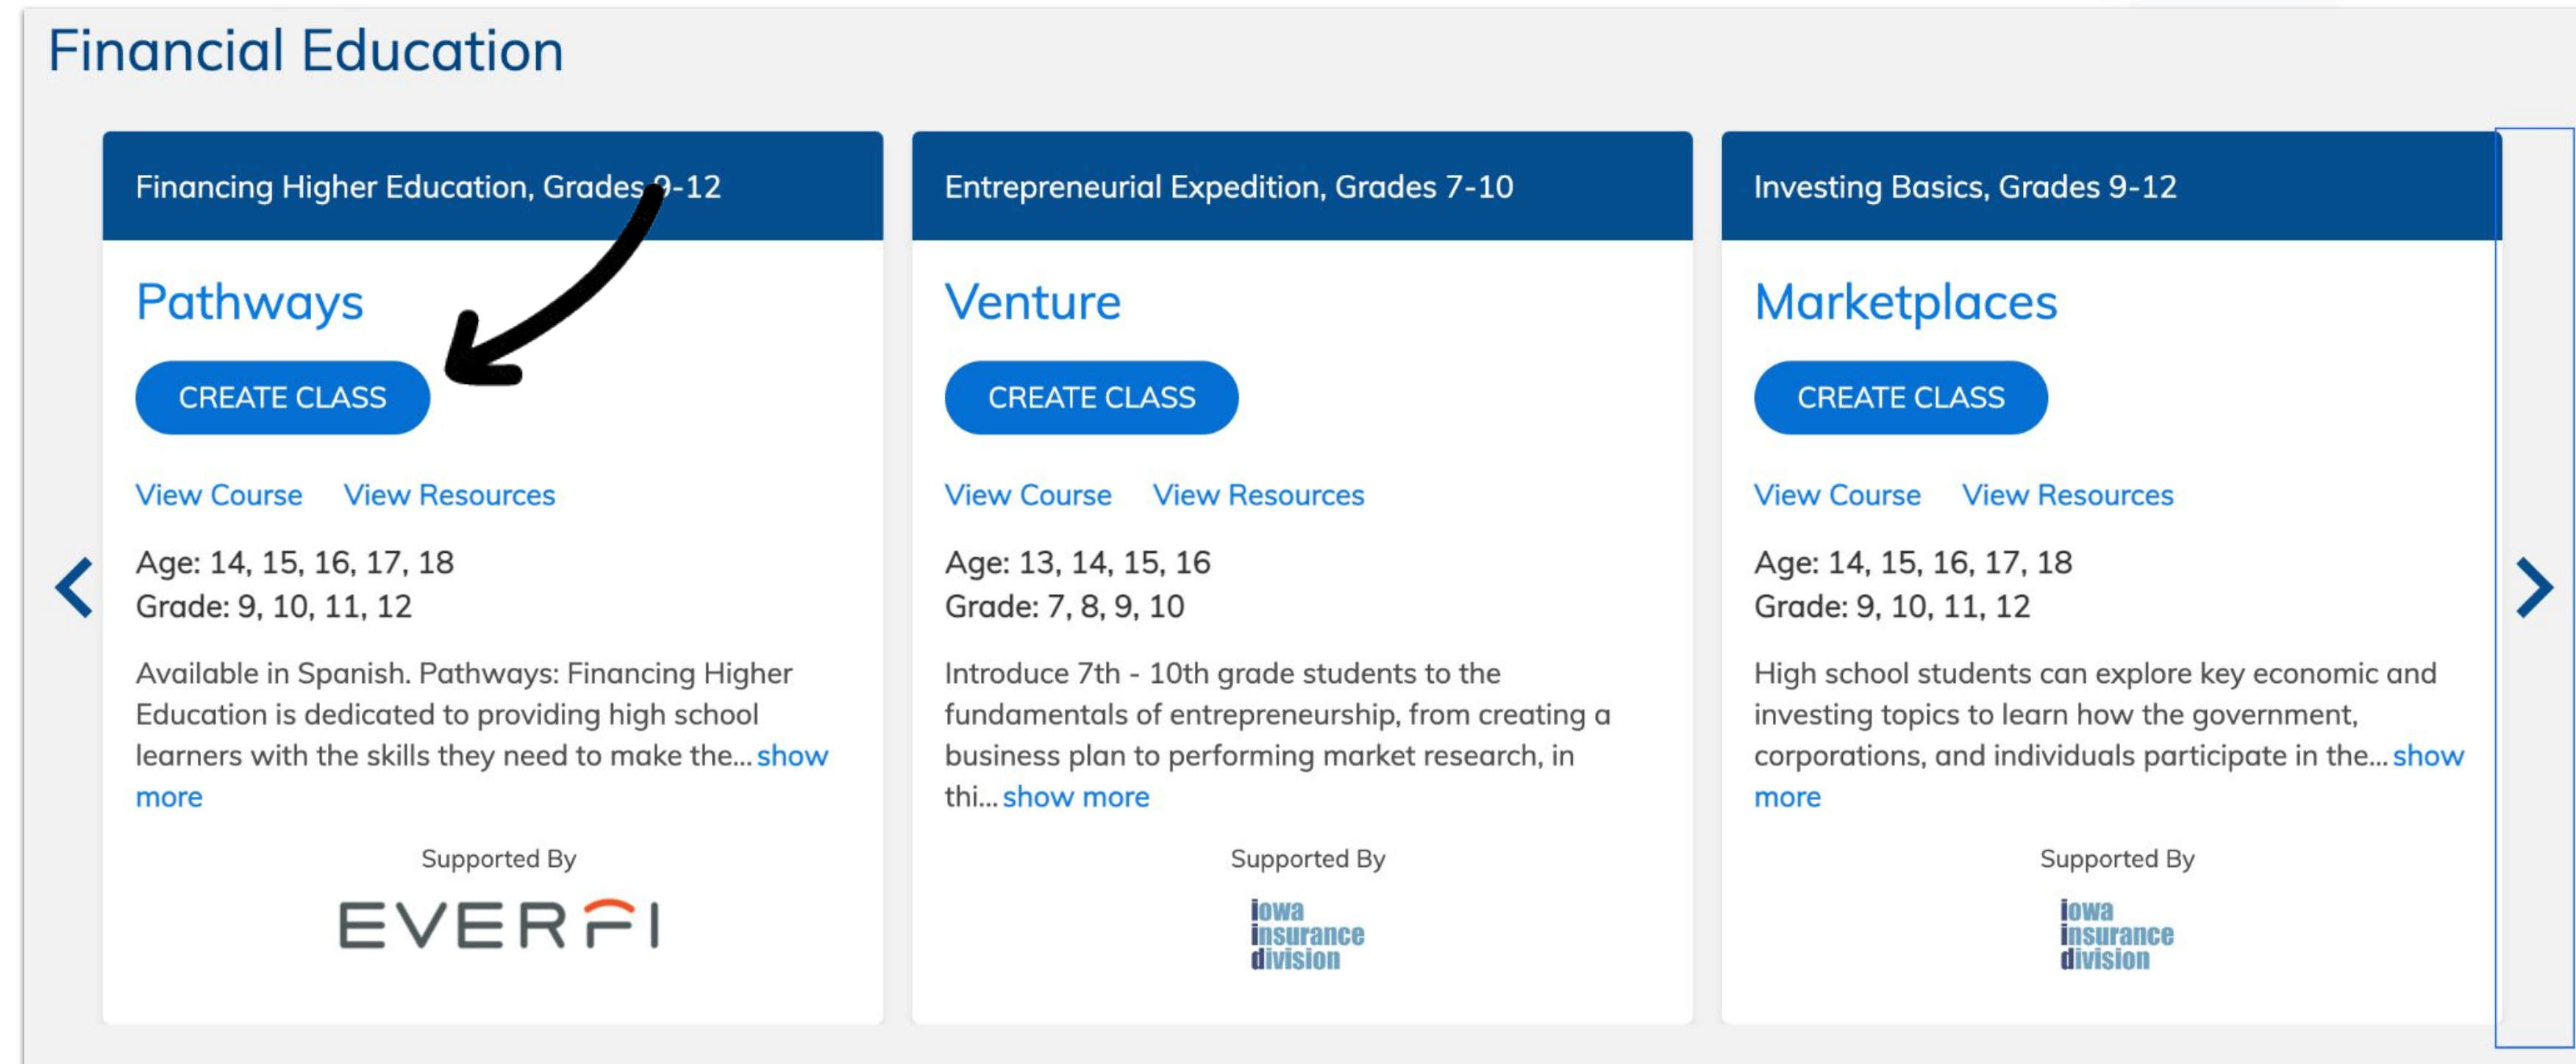 Financial Education
Financing Higher Education, Grades 9-12
Pathways
CREATE CLASS
View Course View Resources
Age: 14, 15, 16, 17, 18
Grade: 9, 10, 11, 12
Available in Spanish. Pathways: Financing Higher
Education is dedicated to providing high school
learners with the skills they need to make the... show
more
Supported By
EVERFI
Entrepreneurial Expedition, Grades 7-10
Venture
CREATE CLASS
View Course View Resources
Age: 13, 14, 15, 16
Grade: 7, 8, 9, 10
Introduce 7th - 10th grade students to the
fundamentals of entrepreneurship, from creating a
business plan to performing market research, in
thi... show more
Supported By
iowa
insurance
division
Investing Basics, Grades 9-12
Marketplaces
CREATE CLASS
View Course View Resources
Age: 14, 15, 16, 17, 18
Grade: 9, 10, 11, 12
High school students can explore key economic and
investing topics to learn how the government,
corporations, and individuals participate in the... show
more
Supported By
iowa
insurance
division